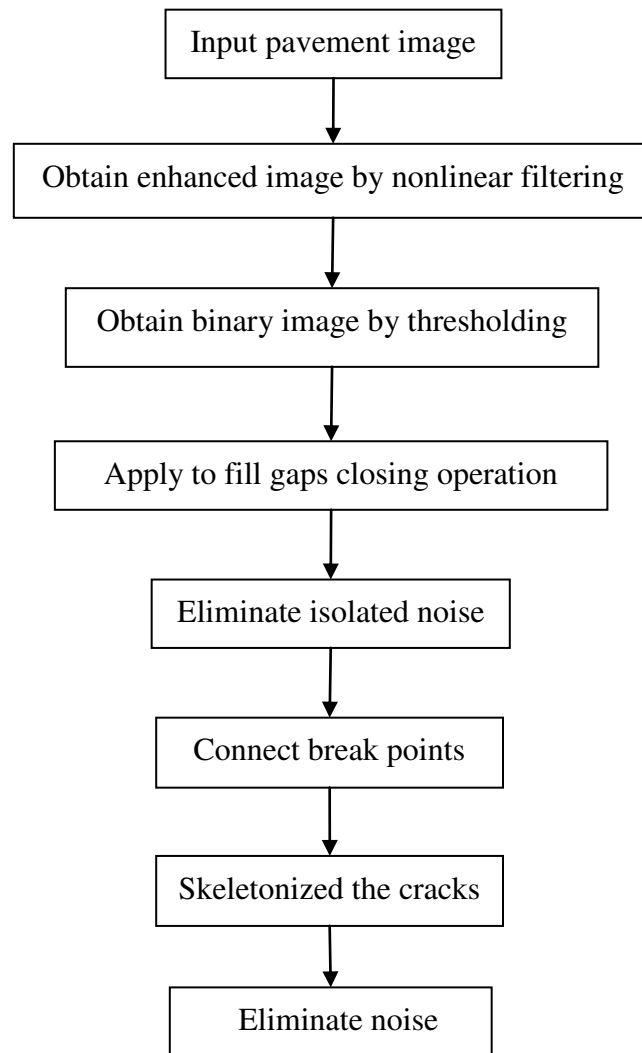 Input pavement image
Obtain enhanced image by nonlinear filtering
Obtain binary image by thresholding
Apply to fill gaps closing operation
Eliminate isolated noise
Connect break points
Skeletonized the cracks
Eliminate noise